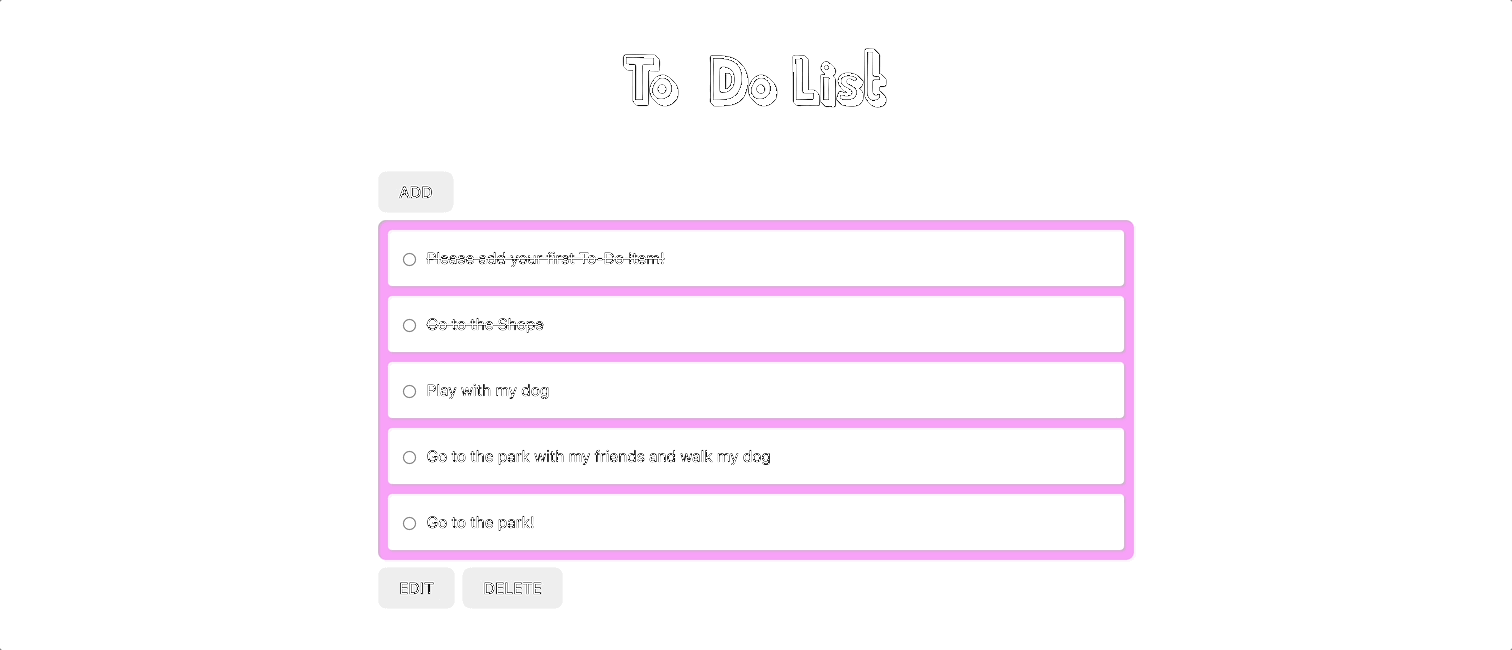 To Do List
ADD
Please add your first To-Do item!
Go to the Shops
Play with my dog
Go to the park with my friends and walk my dog
Go to the park!
EDIT DELETE